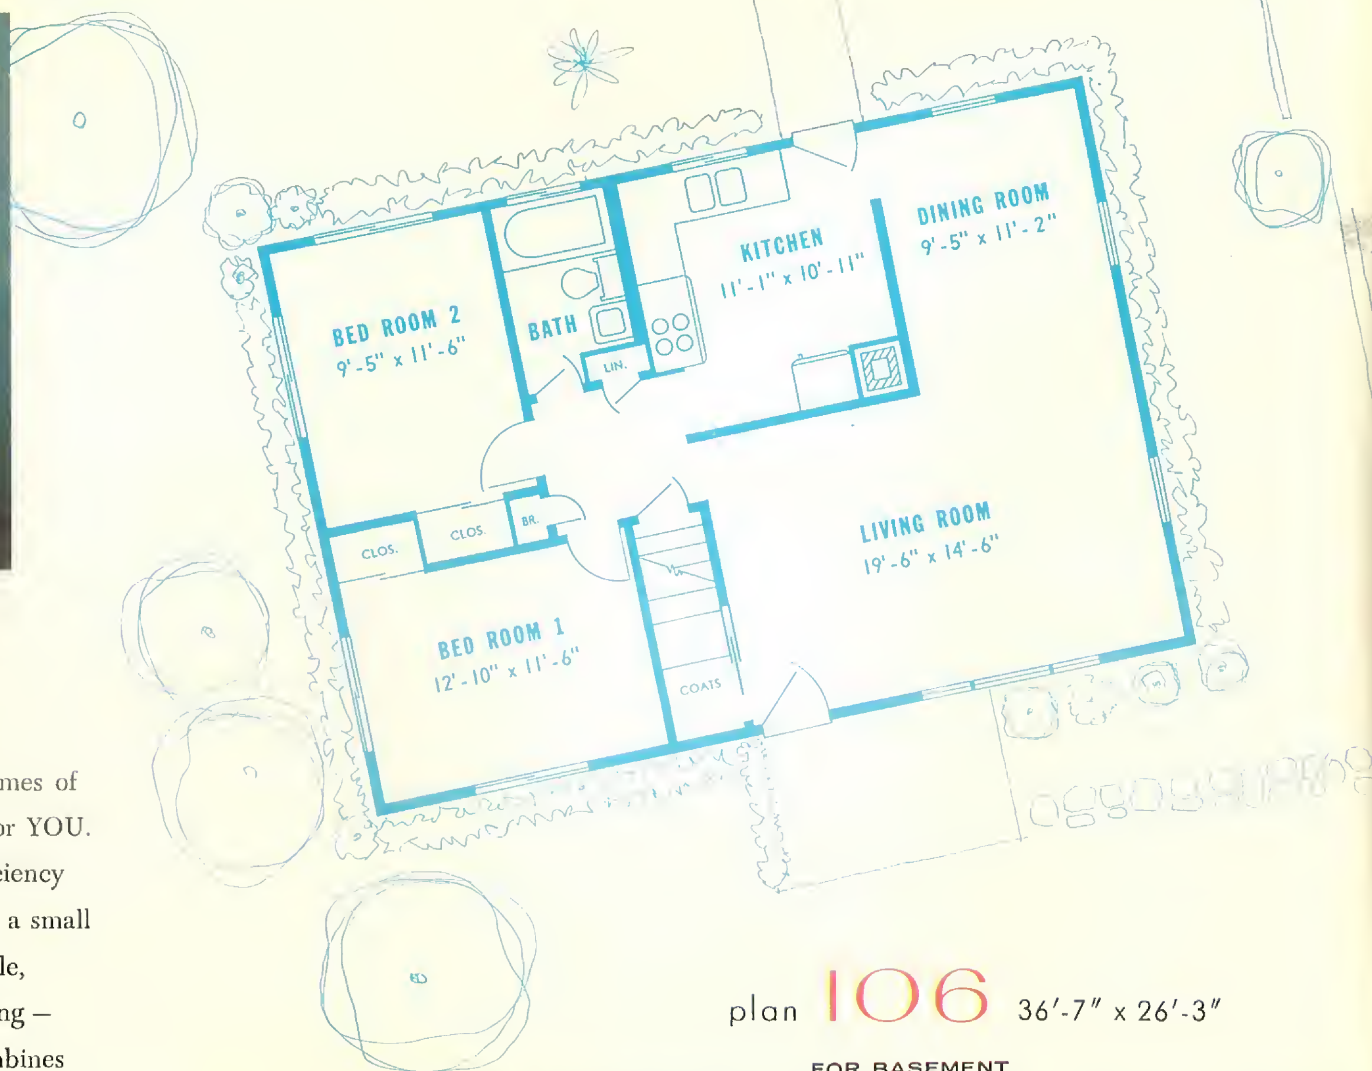 DINING ROOM
9'-5" x 11'-2"
KITCHEN
11'-1" x 10'-11"
BED ROOM 2
9'-5" x 11'-6"
BATH
LIN.
CLOS.
CLOS.
BR.
LIVING ROOM
19'-6" x 14'-6"
BED ROOM 1
12'-10" x 11'-6"
COATS
mes of
or YOU.
ciency
a small
le,
ng —
nbines
plan 106 36'-7" x 26'-3"
FOR BASEMENT